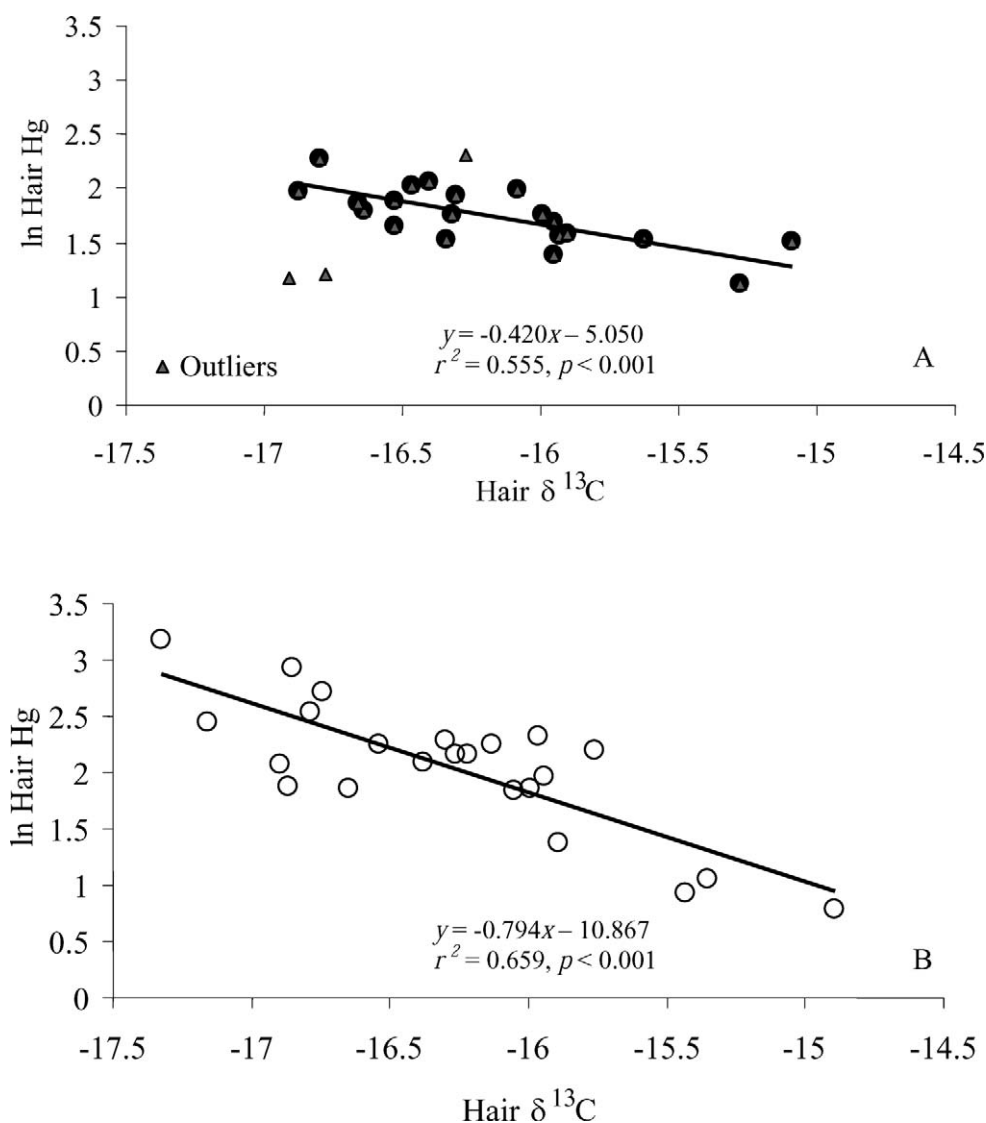 3.5
3
2.5
2
1.5
1
0.5
0
ln Hair Hg
y = -0.420x – 5.050
r² = 0.555, p < 0.001
A
Outliers
-17.5 -17 -16.5 -16 -15.5 -15 -14.5
Hair δ ¹³C
3.5
3
2.5
2
1.5
1
0.5
0
ln Hair Hg
y = -0.794x – 10.867
r² = 0.659, p < 0.001
B
-17.5 -17 -16.5 -16 -15.5 -15 -14.5
Hair δ ¹³C